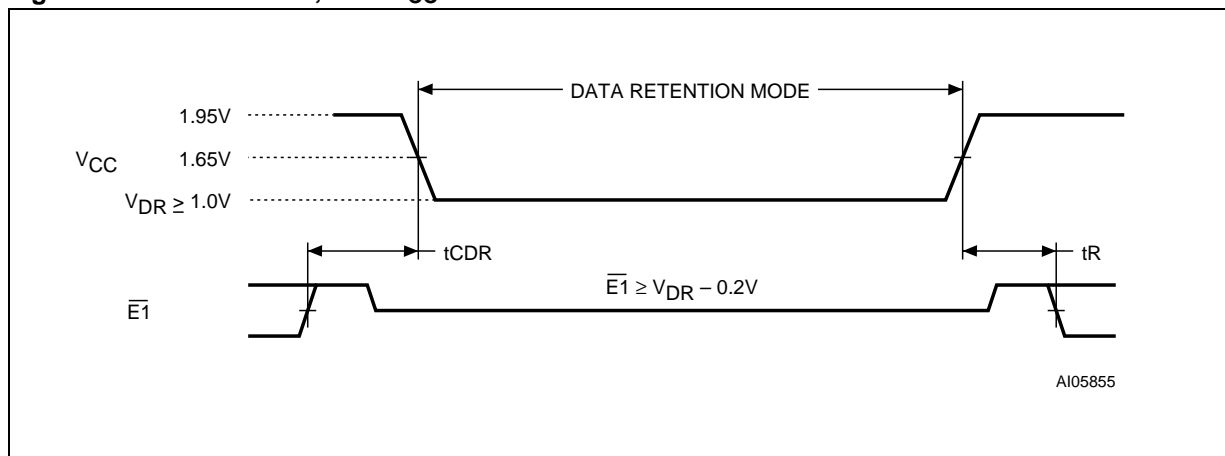 DATA RETENTION MODE
1.95V
VCC 1.65V
VDR ≥ 1.0V
tCDR
tR
E1 ≥ VDR – 0.2V
E1
AI05855